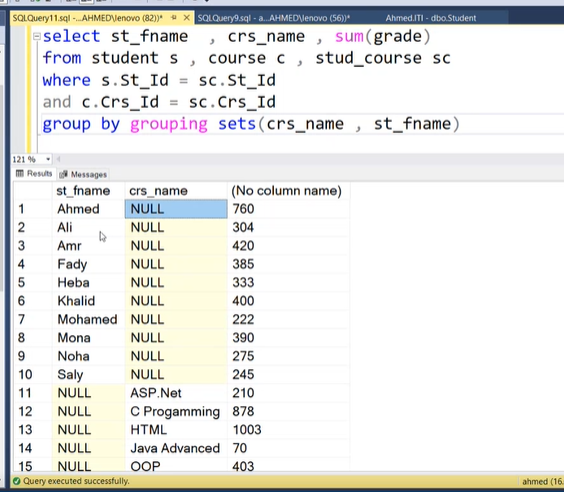 SQLQuery11.sql -...AHMED\lenovo (82))* SQLQuery9.sql - a...AHMED\lenovo (56))* Ahmed.ITI - dbo.Student
select st_fname , crs_name , sum(grade)
from student s , course c , stud_course sc
where s.St_Id = sc.St_Id
and c.Crs_Id = sc.Crs_Id
group by grouping sets(crs_name , st_fname)
121 %
Results Messages
st_fname crs_name (No column name)
1 Ahmed NULL 760
2 Ali NULL 304
3 Amr NULL 420
4 Fady NULL 385
5 Heba NULL 333
6 Khalid NULL 400
7 Mohamed NULL 222
8 Mona NULL 390
9 Noha NULL 275
10 Saly NULL 245
11 NULL ASP.Net 210
12 NULL C Progamming 878
13 NULL HTML 1003
14 NULL Java Advanced 70
15 NULL OOP 403
Query executed successfully. ahmed (16.